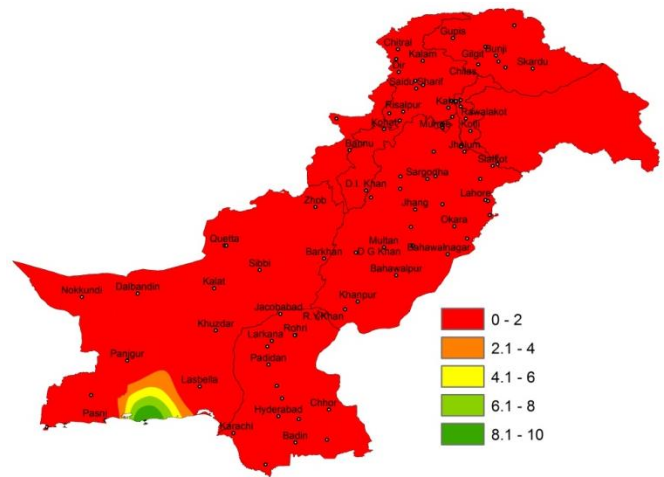 Gupis
Chitral
Kalam
Gilgit
Bunji
Dir
Chilas
Skardu
Saidu Sharif
Risalpur
Rawalakot
Kohat
Kotli
Bannu
Jhelum
Sialkot
Sargodha
D.I. Khan
Zhob
Lahore
Jhang
Okara
Quetta
Multan
Barkhan
D G Khan
Bahawalnagar
Sibbi
Bahawalpur
Nokkundi
Dalbandin
Kalat
Khanpur
Jacobabad
R.Y.Khan
Khuzdar
Rohri
Larkana
Panjgur
Padidan
Lasbella
Pasni
Hyderabad
Chhor
Karachi
Badin
0 - 2
2.1 - 4
4.1 - 6
6.1 - 8
8.1 - 10